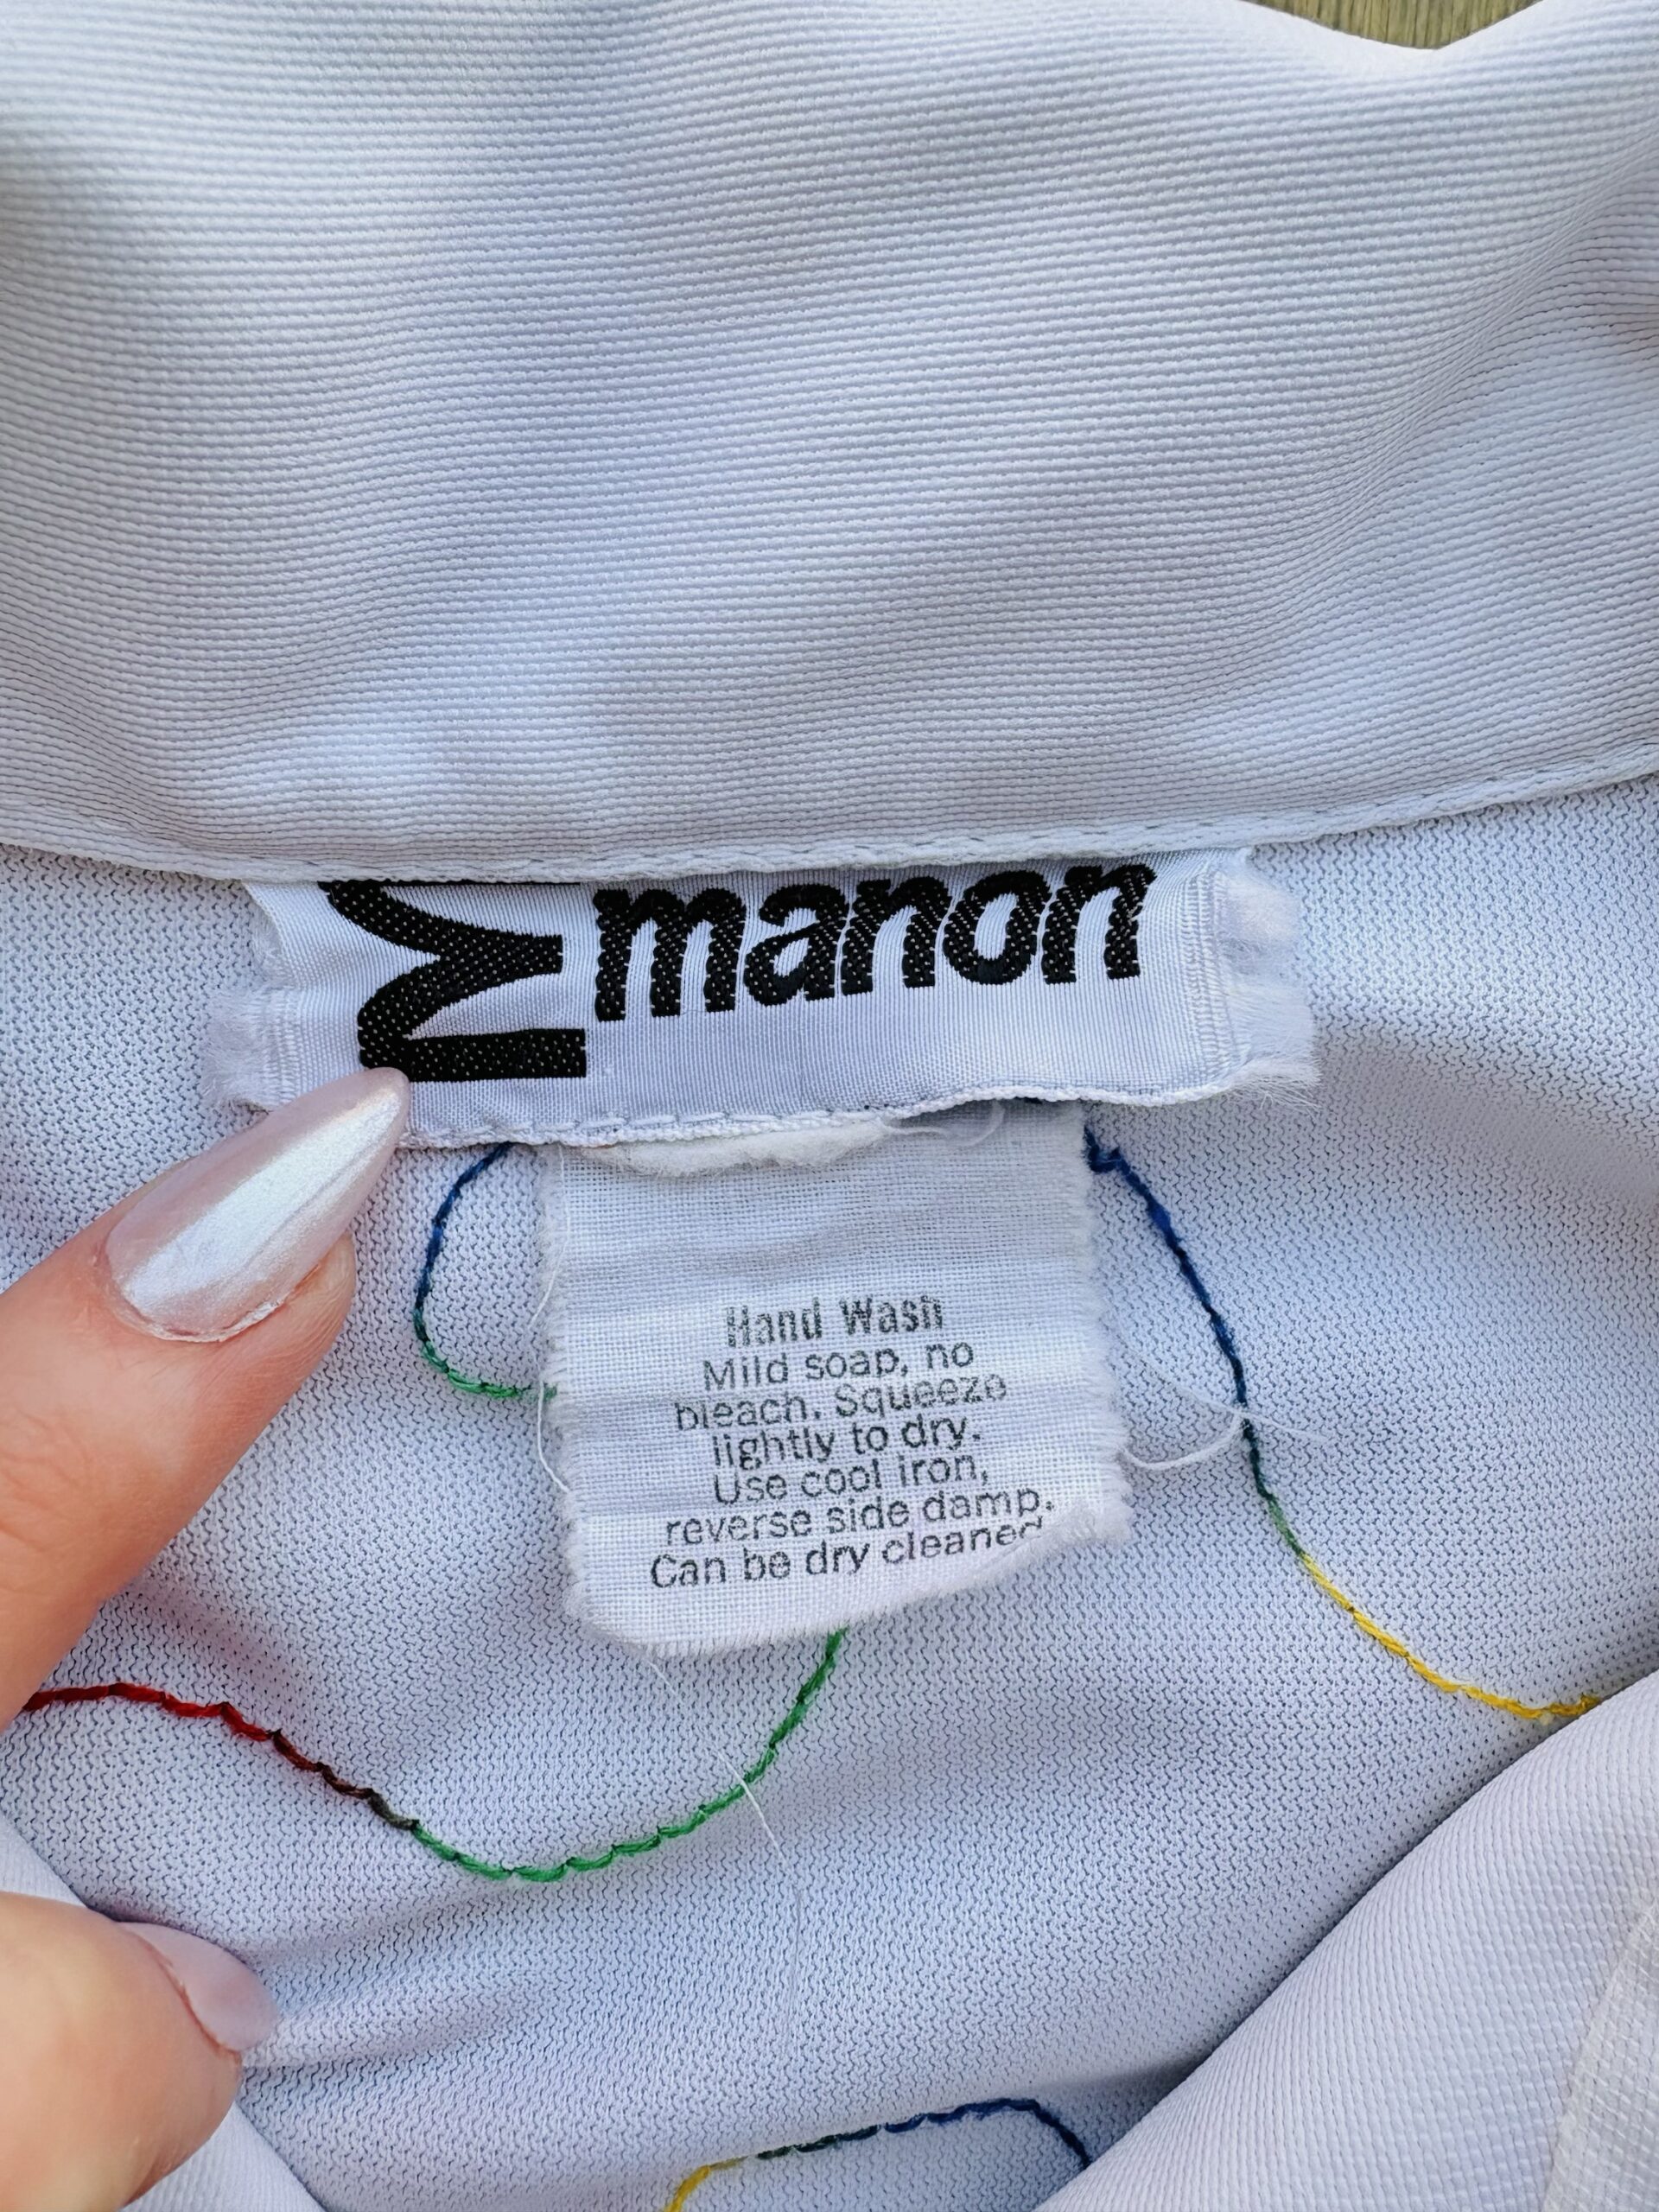 M manon
Hand Wash
Mild soap, no
bleach. Squeeze
lightly to dry.
Use cool iron,
reverse side damp.
Can be dry cleaned